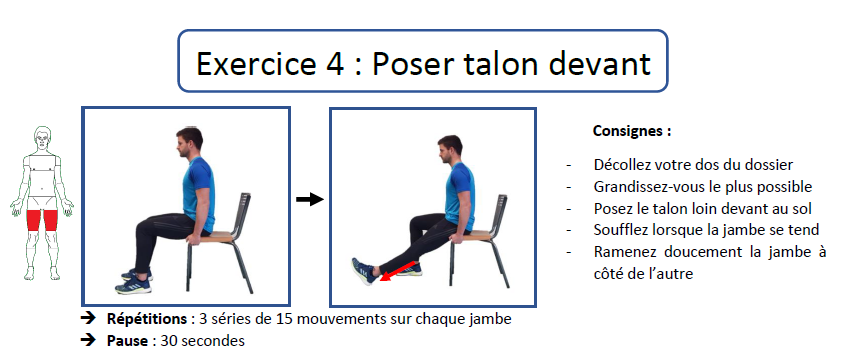 Exercice 4 : Poser talon devant
Consignes :
- Décollez votre dos du dossier
- Grandissez-vous le plus possible
- Posez le talon loin devant au sol
- Soufflez lorsque la jambe se tend
- Ramenez doucement la jambe à
côté de l’autre
➔ Répétitions : 3 séries de 15 mouvements sur chaque jambe
➔ Pause : 30 secondes